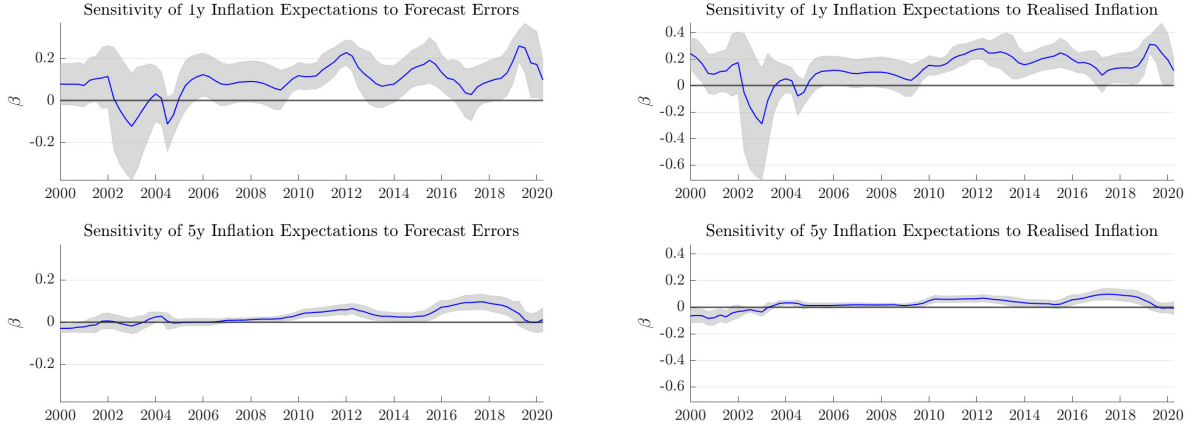 Sensitivity of 1y Inflation Expectations to Forecast Errors
0.2
0
-0.2
β
2000 2002 2004 2006 2008 2010 2012 2014 2016 2018 2020
Sensitivity of 1y Inflation Expectations to Realised Inflation
0.4
0.2
0
-0.2
-0.4
-0.6
β
2000 2002 2004 2006 2008 2010 2012 2014 2016 2018 2020
Sensitivity of 5y Inflation Expectations to Forecast Errors
0.2
0
-0.2
β
2000 2002 2004 2006 2008 2010 2012 2014 2016 2018 2020
Sensitivity of 5y Inflation Expectations to Realised Inflation
0.4
0.2
0
-0.2
-0.4
-0.6
β
2000 2002 2004 2006 2008 2010 2012 2014 2016 2018 2020